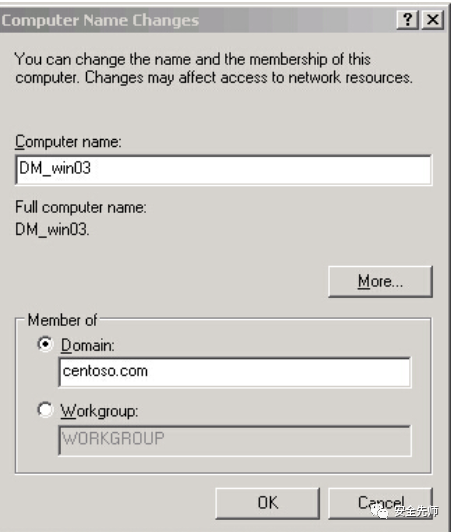 Computer Name Changes
You can change the name and the membership of this
computer. Changes may affect access to network resources.
Computer name:
DM_win03
Full computer name:
DM_win03.
More...
Member of
Domain:
centoso.com
Workgroup:
WORKGROUP
OK
Cancel
安全先师